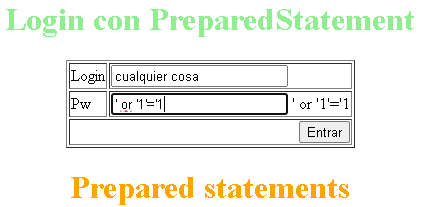 Login con PreparedStatement
Login cualquier cosa
Pw ' or '1'='1 ' or '1'='1
Entrar
Prepared statements